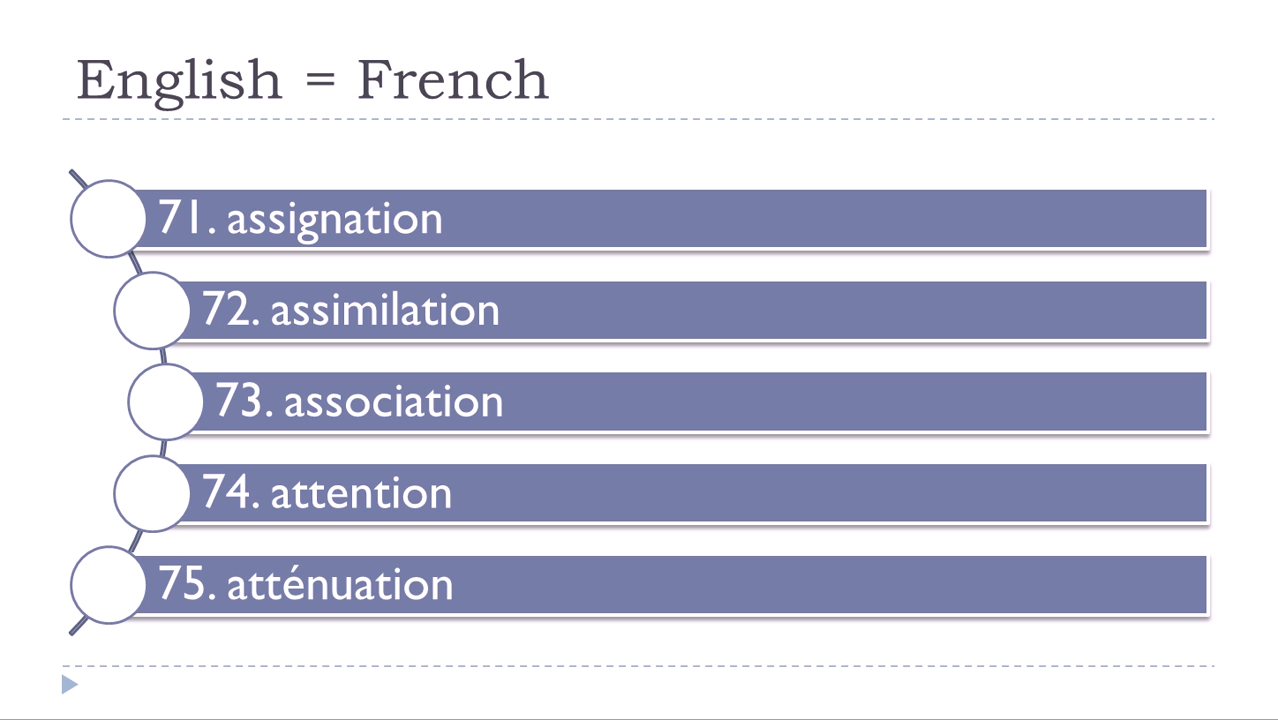 English = French
71. assignation
72. assimilation
73. association
74. attention
75. atténuation